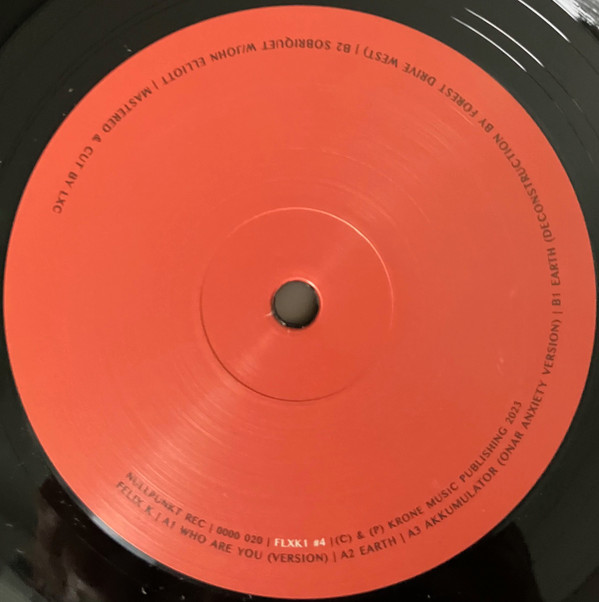 NULLPUNKT REC | 0000 020 | FLXK1 #4 | (C) & (P) KRONE MUSIC PUBLISHING 2023
FELIX K | A1 WHO ARE YOU (VERSION) | A2 EARTH | A3 AKKUMULATOR (ONAR ANXIETY VERSION) | B1 EARTH (DECONSTRUCTION BY FOREST DRIVE WEST) | B2 SOBRIQUET W/JOHN ELLIOTT | MASTERED & CUT BY LXC